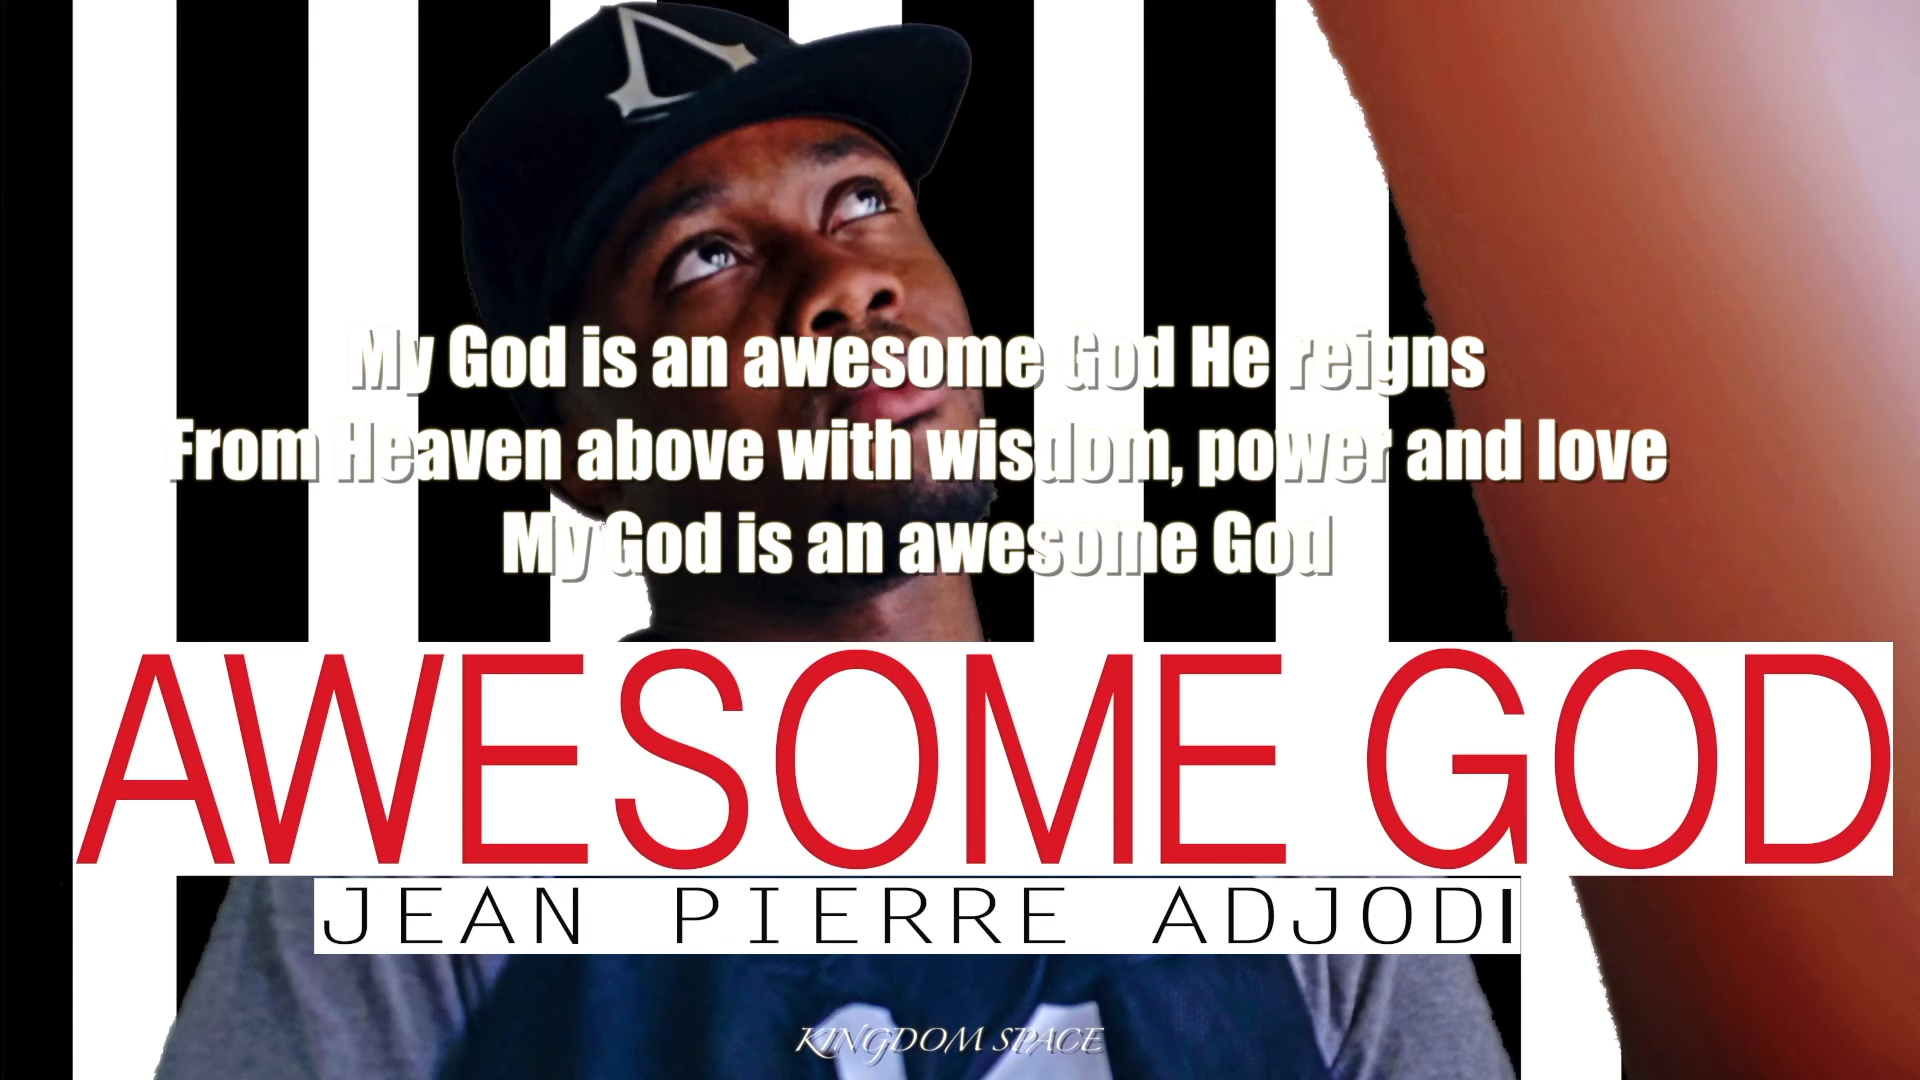 My God is an awesome God He reigns
From Heaven above with wisdom, power and love
My God is an awesome God
AWESOME GOD
JEAN PIERRE ADJODI
KINGDOM SPACE